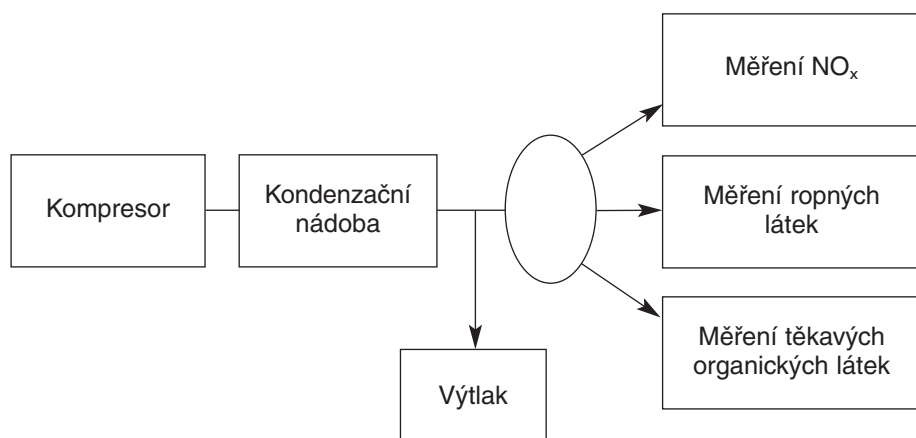 Měření NOₓ
Kompresor
Kondenzační
nádoba
Měření ropných
látek
Měření těkavých
organických látek
Výtlak